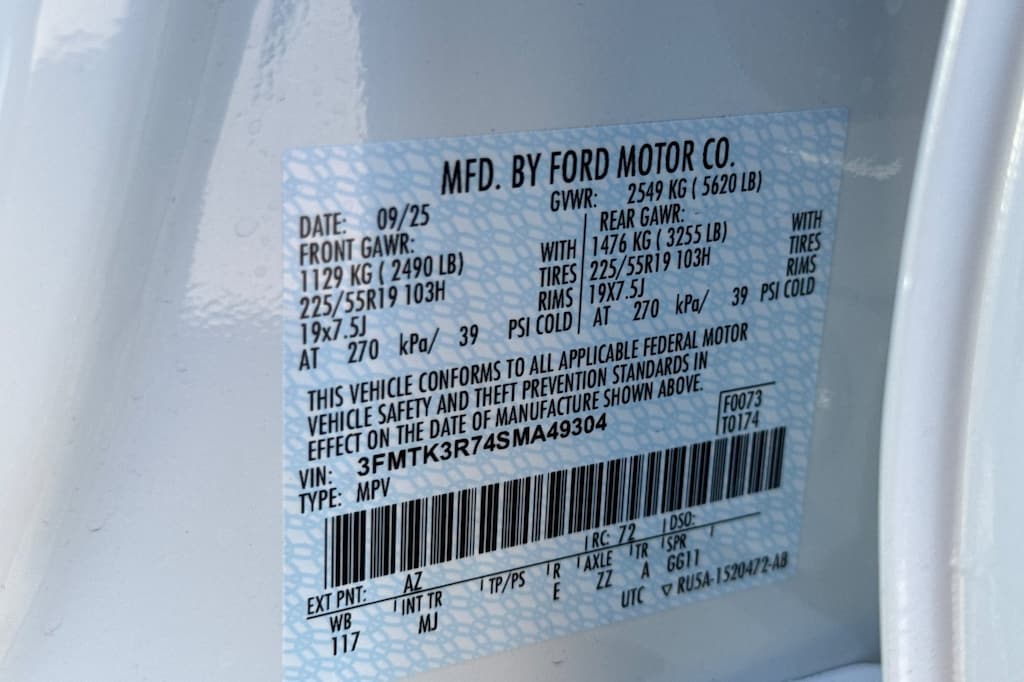 MFD. BY FORD MOTOR CO.
DATE: 09/25 GVWR: 2549 KG ( 5620 LB)
FRONT GAWR: REAR GAWR:
1129 KG ( 2490 LB) WITH 1476 KG ( 3255 LB) WITH
225/55R19 103H TIRES 225/55R19 103H TIRES
19x7.5J RIMS 19X7.5J RIMS
AT 270 kPa/ 39 PSI COLD AT 270 kPa/ 39 PSI COLD
THIS VEHICLE CONFORMS TO ALL APPLICABLE FEDERAL MOTOR
VEHICLE SAFETY AND THEFT PREVENTION STANDARDS IN
EFFECT ON THE DATE OF MANUFACTURE SHOWN ABOVE.
VIN: 3FMTK3R74SMA49304 F0073
TYPE: MPV T0174
EXT PNT: AZ RC: 72 DSO:
WB INT TR TP/PS R AXLE TR SPR
117 MJ E ZZ A GG11
UTC ▽ RU5A-1520472-AB